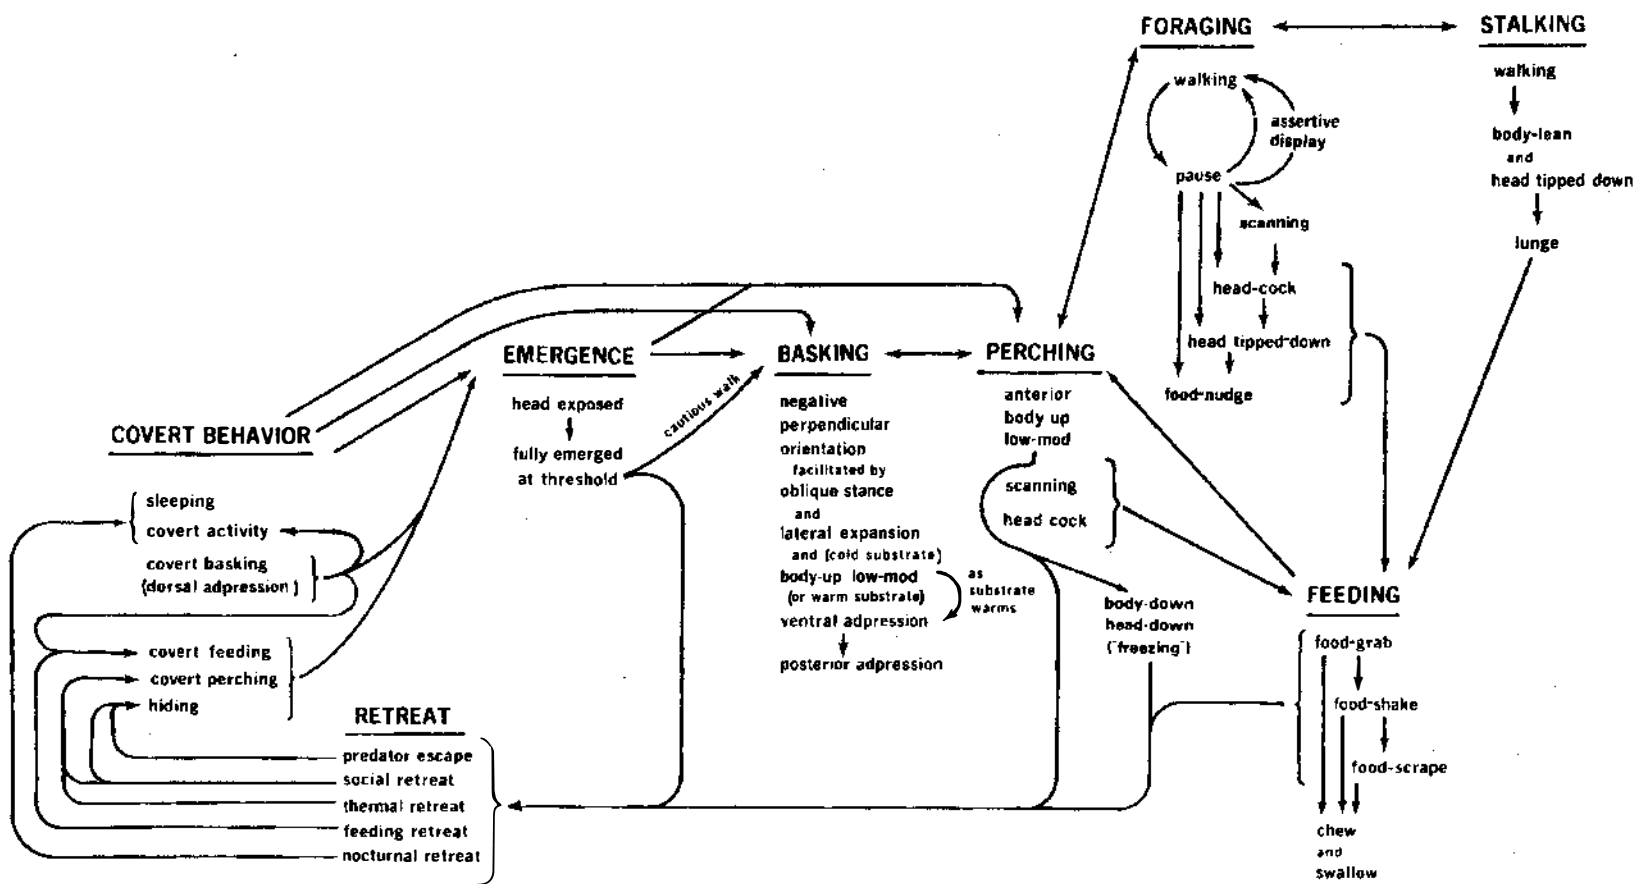 FORAGING
walking
assertive
display
pause
scanning
head-cock
head tipped-down
food-nudge
STALKING
walking
body-lean
and
head tipped down
lunge
COVERT BEHAVIOR
sleeping
covert activity
covert basking
(dorsal adpression)
covert feeding
covert perching
hiding
EMERGENCE
head exposed
fully emerged
at threshold
cautious walk
BASKING
negative
perpendicular
orientation
facilitated by
oblique stance
and
lateral expansion
and (cold substrate)
body-up low-mod
(or warm substrate)
ventral adpression
posterior adpression
as
substrate
warms
PERCHING
anterior
body up
low-mod
scanning
head cock
body-down
head-down
("freezing")
FEEDING
food-grab
food-shake
food-scrape
chew
and
swallow
RETREAT
predator escape
social retreat
thermal retreat
feeding retreat
nocturnal retreat